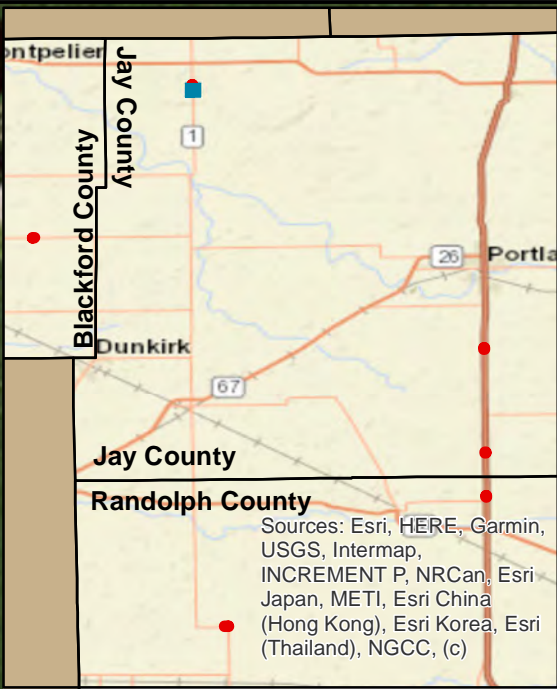 ontpelier
Jay County
1
Blackford County
26
Portla
Dunkirk
67
Jay County
Randolph County
Sources: Esri, HERE, Garmin,
USGS, Intermap,
INCREMENT P, NRCan, Esri
Japan, METI, Esri China
(Hong Kong), Esri Korea, Esri
(Thailand), NGCC, (c)